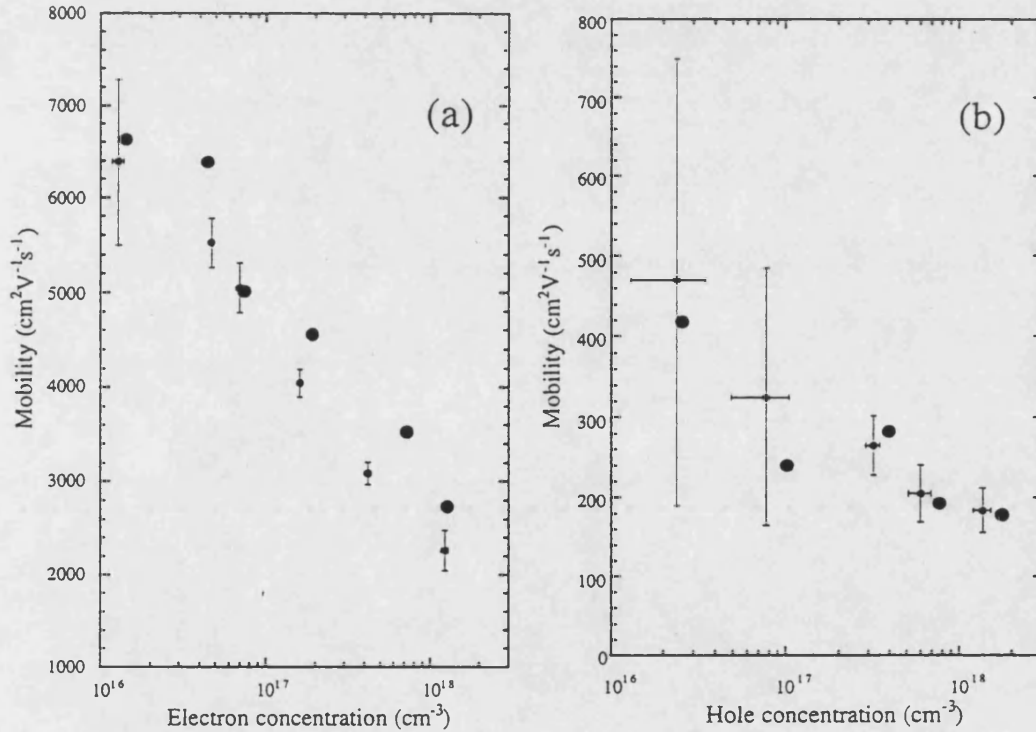 (a)
8000
7000
6000
5000
4000
3000
2000
1000
Mobility (cm²V⁻¹s⁻¹)
10¹⁶ 10¹⁷ 10¹⁸
Electron concentration (cm⁻³)
(b)
800
700
600
500
400
300
200
100
0
Mobility (cm²V⁻¹s⁻¹)
10¹⁶ 10¹⁷ 10¹⁸
Hole concentration (cm⁻³)